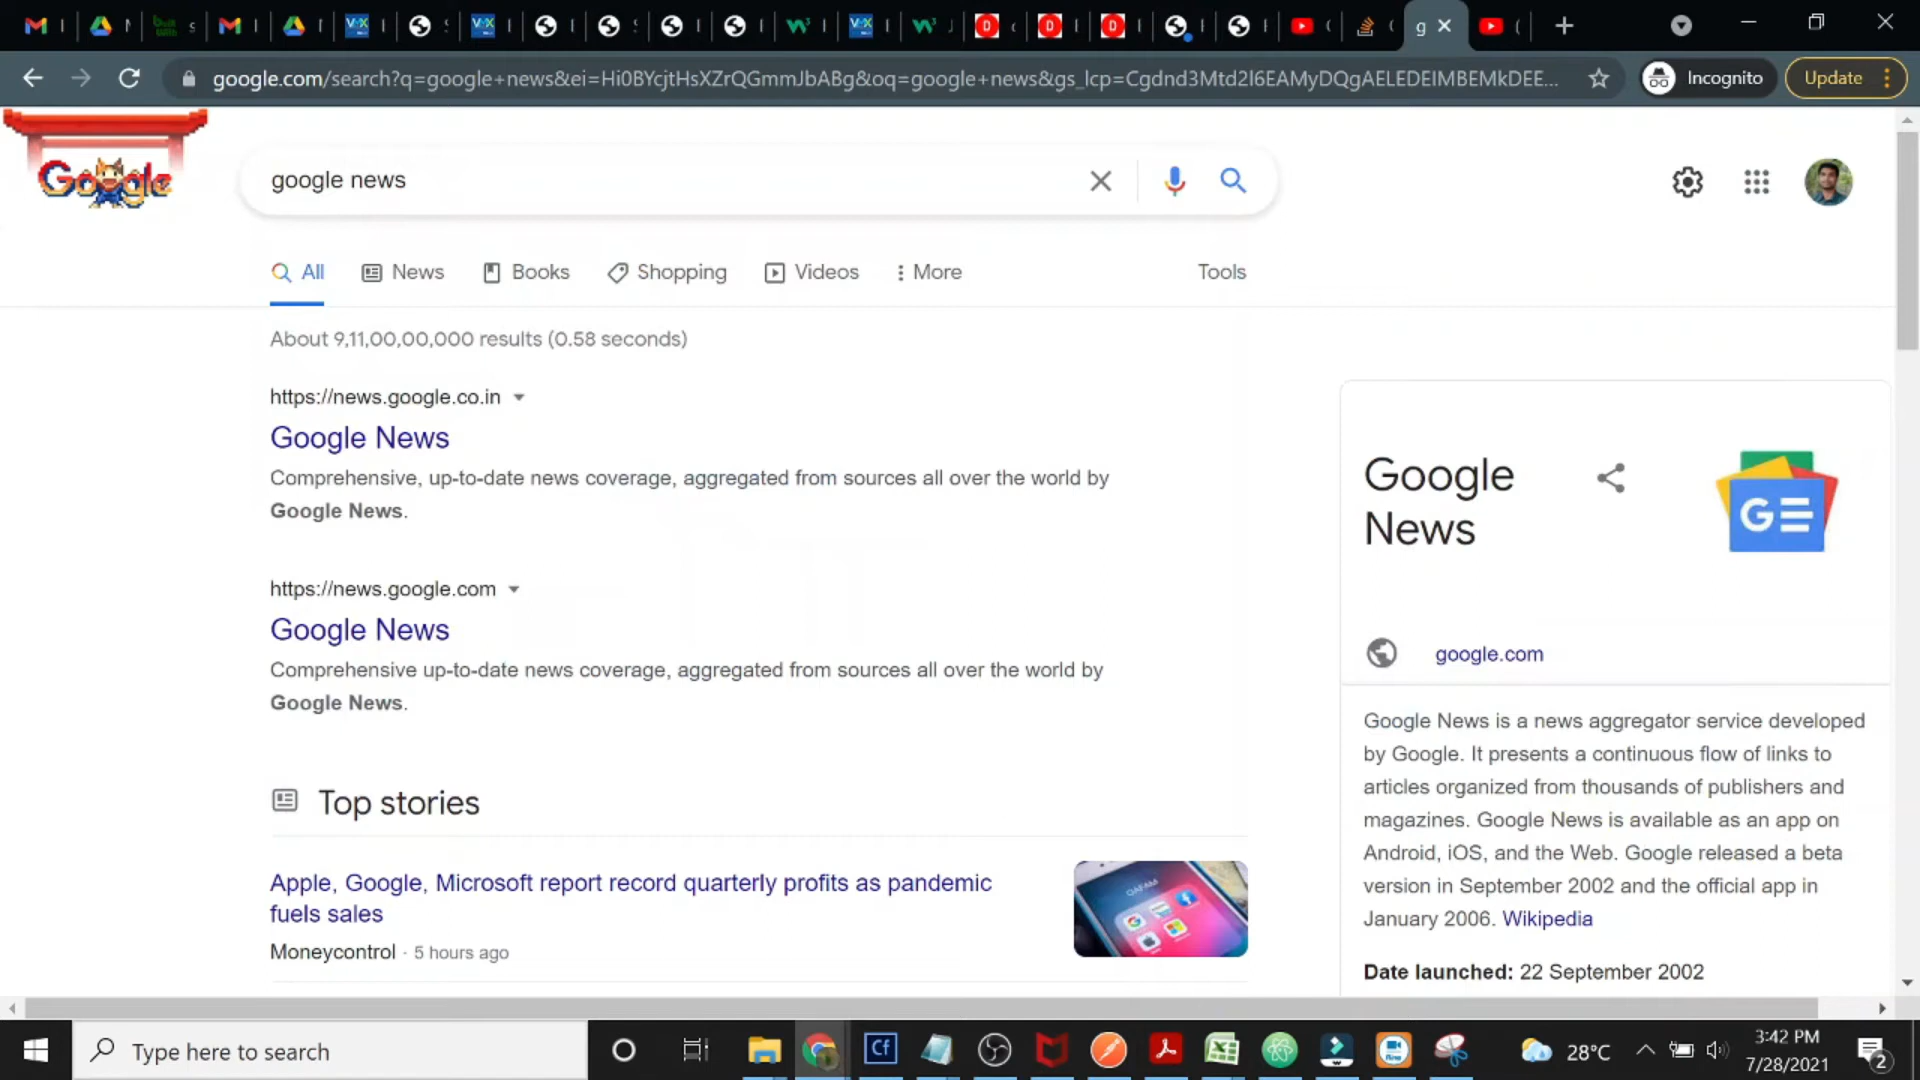 google.com/search?q=google+news&ei=Hi0BYcjtHsXZrQGmmJbABg&oq=google+news&gs_lcp=Cgdnd3Mtd2l6EAMyDQgAELEDEIMBEMkDEE...
Incognito
Update
Google
google news
All
News
Books
Shopping
Videos
More
Tools
About 9,11,00,00,000 results (0.58 seconds)
https://news.google.co.in
Google News
Comprehensive, up-to-date news coverage, aggregated from sources all over the world by
Google News.
https://news.google.com
Google News
Comprehensive up-to-date news coverage, aggregated from sources all over the world by
Google News.
Top stories
Apple, Google, Microsoft report record quarterly profits as pandemic
fuels sales
Moneycontrol · 5 hours ago
Google
News
GE
google.com
Google News is a news aggregator service developed
by Google. It presents a continuous flow of links to
articles organized from thousands of publishers and
magazines. Google News is available as an app on
Android, iOS, and the Web. Google released a beta
version in September 2002 and the official app in
January 2006. Wikipedia
Date launched: 22 September 2002
Type here to search
Cf
28°C
3:42 PM
7/28/2021
2